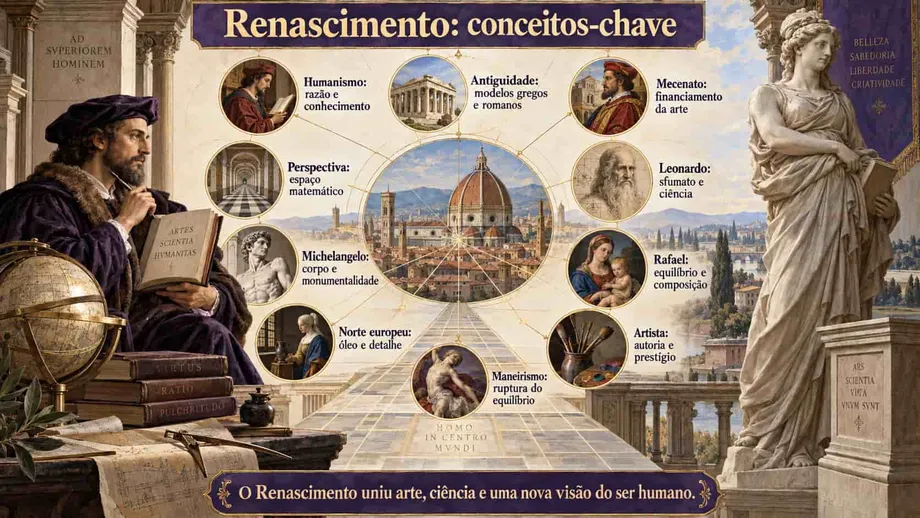 Renascimento: conceitos-chave
AD
SVPERIOREM
HOMINEM
BELLEZA
SABEDORIA
LIBERDADE
CRIATIVIDADE
Humanismo:
razão e
conhecimento
Antiguidade:
modelos gregos
e romanos
Mecenato:
financiamento
da arte
Perspectiva:
espaço
matemático
Leonardo:
sfumato e
ciência
ARTES
SCIENTIA
HVMANITAS
Michelangelo:
corpo e
monumentalidade
Rafael:
equilíbrio e
composição
Norte europeu:
óleo e detalhe
Artista:
autoria e
prestígio
Maneirismo:
ruptura do
equilíbrio
VIRTUS
RATIO
PULCHRITUDO
ARS
SCIENTIA
VITA
VNVM SVNT
HOMO
IN CENTRO
MVNDI
O Renascimento uniu arte, ciência e uma nova visão do ser humano.